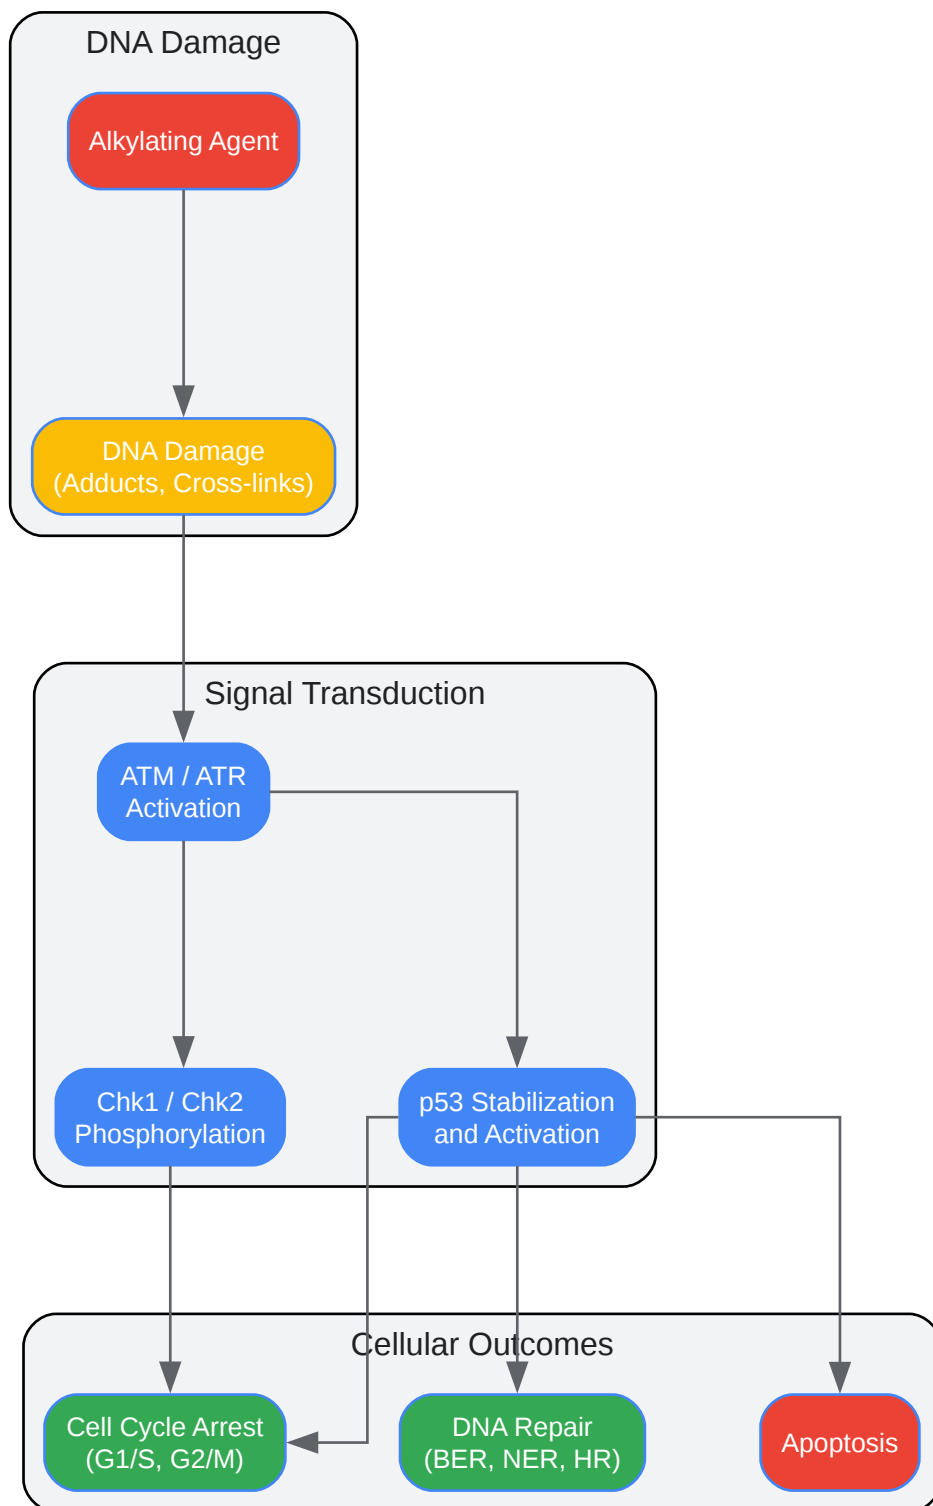 DNA Damage
Alkylating Agent
DNA Damage
(Adducts, Cross-links)
Signal Transduction
ATM / ATR
Activation
Chk1 / Chk2
Phosphorylation
p53 Stabilization
and Activation
Cellular Outcomes
Cell Cycle Arrest
(G1/S, G2/M)
DNA Repair
(BER, NER, HR)
Apoptosis